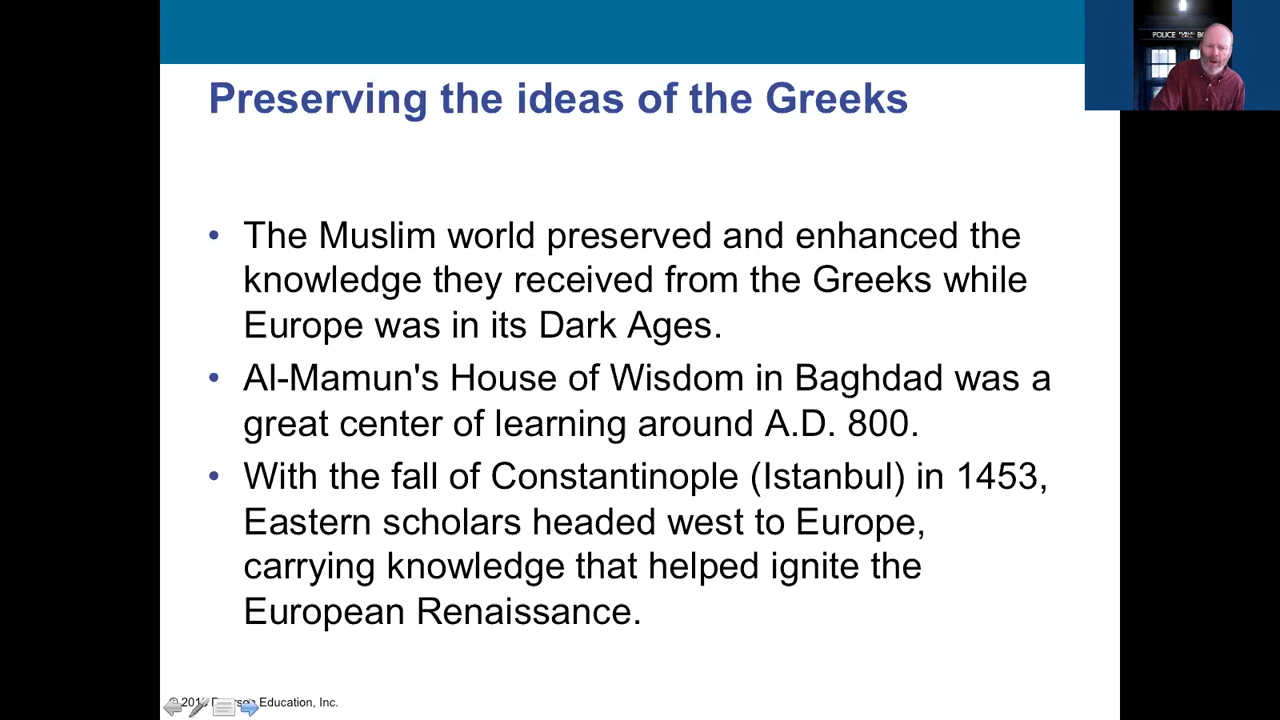 POLICE BO
Preserving the ideas of the Greeks
• The Muslim world preserved and enhanced the
knowledge they received from the Greeks while
Europe was in its Dark Ages.
• Al-Mamun's House of Wisdom in Baghdad was a
great center of learning around A.D. 800.
• With the fall of Constantinople (Istanbul) in 1453,
Eastern scholars headed west to Europe,
carrying knowledge that helped ignite the
European Renaissance.
Education, Inc.